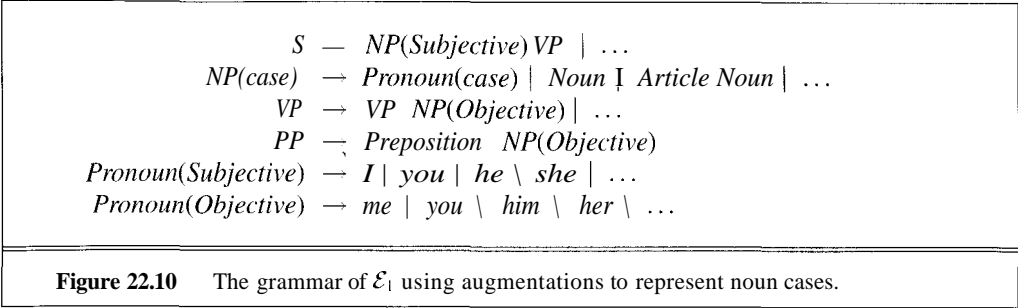 S — NP(Subjective) VP | ...
NP(case) → Pronoun(case) | Noun I Article Noun | ...
VP → VP NP(Objective) | ...
PP → Preposition NP(Objective)
Pronoun(Subjective) → I | you | he \ she | ...
Pronoun(Objective) → me | you \ him \ her \ ...
Figure 22.10 The grammar of ℰ₁ using augmentations to represent noun cases.